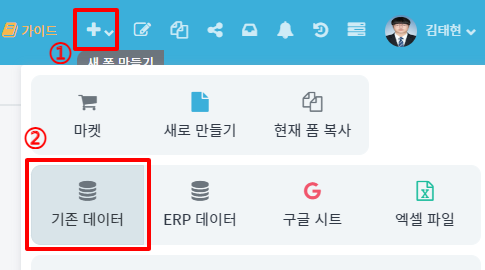 가이드
김태현
①
새 폼 만들기
마켓
새로 만들기
현재 폼 복사
②
기존 데이터
ERP 데이터
구글 시트
엑셀 파일